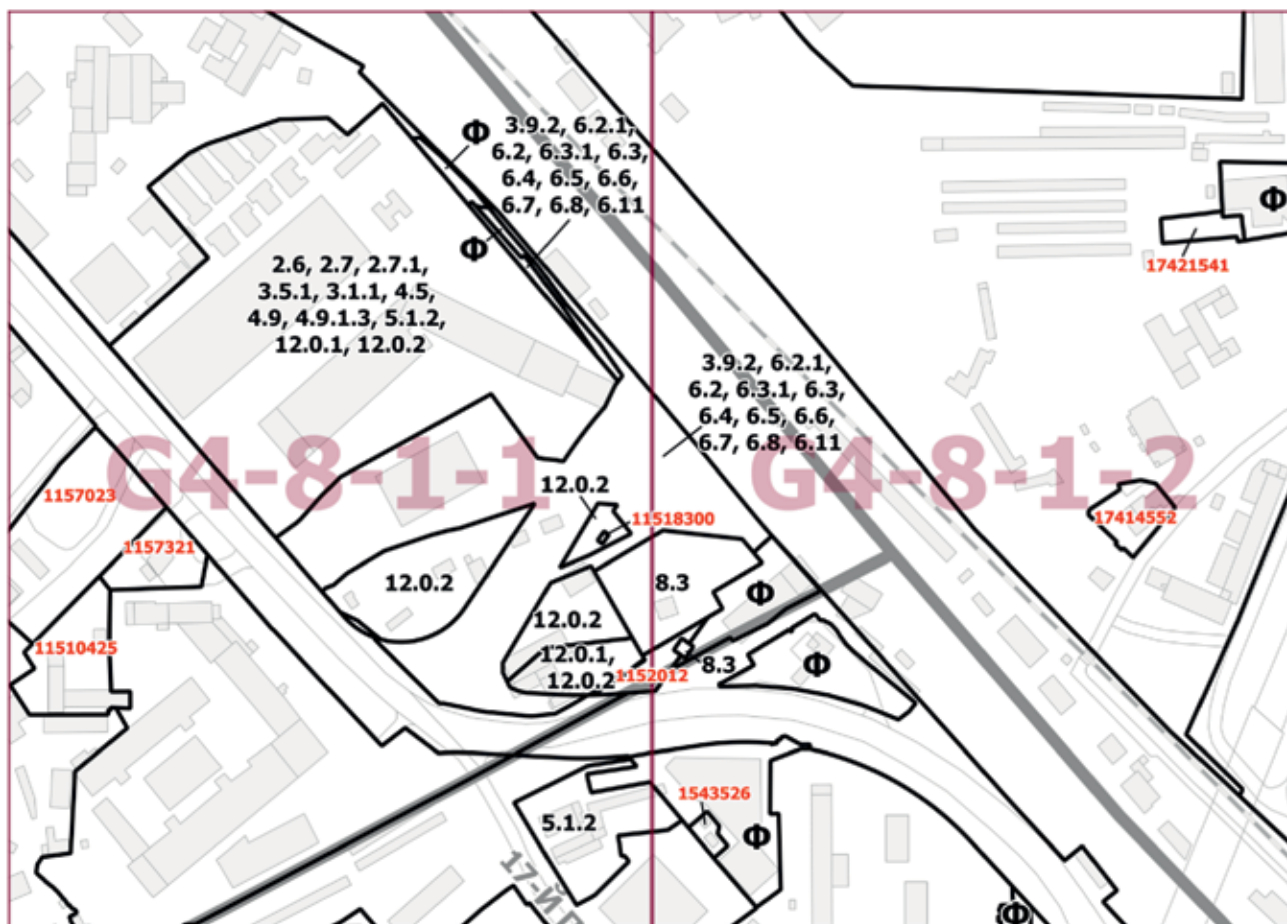 Ф
3.9.2, 6.2.1,
6.2, 6.3.1, 6.3,
6.4, 6.5, 6.6,
6.7, 6.8, 6.11
Ф
Ф
17421541
2.6, 2.7, 2.7.1,
3.5.1, 3.1.1, 4.5,
4.9, 4.9.1.3, 5.1.2,
12.0.1, 12.0.2
3.9.2, 6.2.1,
6.2, 6.3.1, 6.3,
6.4, 6.5, 6.6,
6.7, 6.8, 6.11
G4-8-1-1
G4-8-1-2
1157023
12.0.2
11518300
17414552
1157321
12.0.2
8.3
Ф
12.0.2
11510425
12.0.1,
12.0.2
1152012
8.3
Ф
1543526
5.1.2
Ф
17-Й
Ф